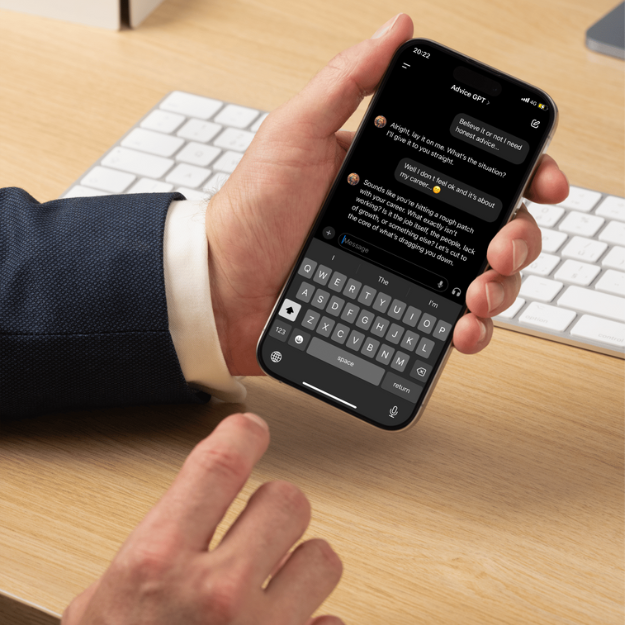 20:22
4G
Advice GPT ›
Believe it or not I need
honest advice...
Alright, lay it on me. What's the situation?
I'll give it to you straight.
Well I don't feel ok and it's about
my career...😕
Sounds like you're hitting a rough patch
with your career. What exactly isn't
working? Is it the job itself, the people, lack
of growth, or something else? Let's cut to
the core of what's dragging you down.
Message
I The I'm
Q W E R T Y U I O P
A S D F G H J K L
Z X C V B N M
123 space return